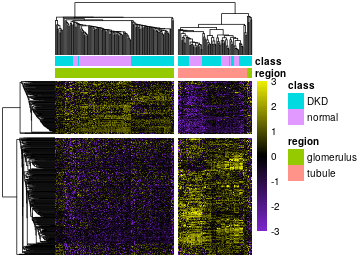 class
region
3
2
1
0
-1
-2
-3
class
DKD
normal
region
glomerulus
tubule